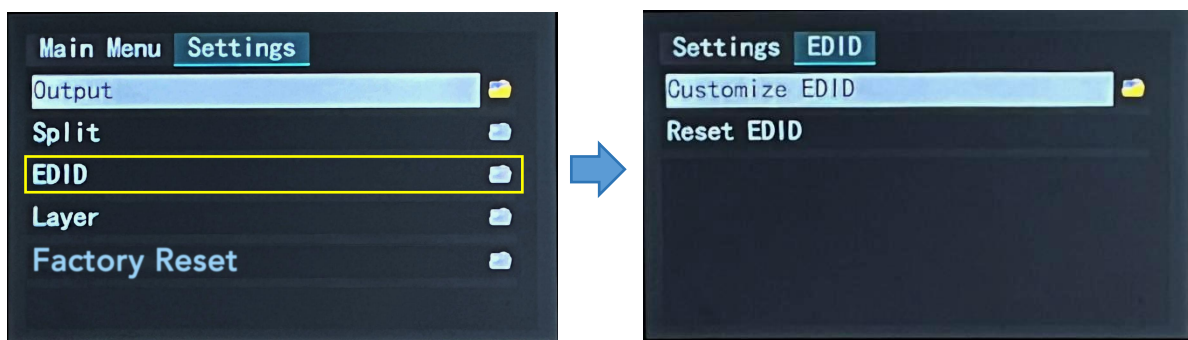 Main Menu Settings
Output
Split
EDID
Layer
Factory Reset
Settings EDID
Customize EDID
Reset EDID